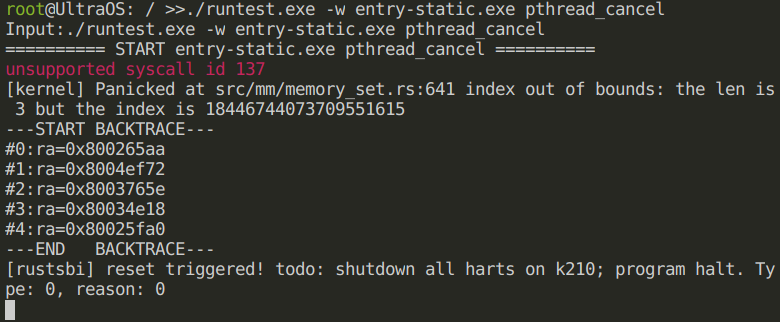 root@UltraOS: / >>./runtest.exe -w entry-static.exe pthread_cancel
Input:./runtest.exe -w entry-static.exe pthread_cancel
========== START entry-static.exe pthread_cancel ==========
unsupported syscall id 137
[kernel] Panicked at src/mm/memory_set.rs:641 index out of bounds: the len is
 3 but the index is 18446744073709551615
---START BACKTRACE---
#0:ra=0x800265aa
#1:ra=0x8004ef72
#2:ra=0x8003765e
#3:ra=0x80034e18
#4:ra=0x80025fa0
---END   BACKTRACE---
[rustsbi] reset triggered! todo: shutdown all harts on k210; program halt. Ty
pe: 0, reason: 0